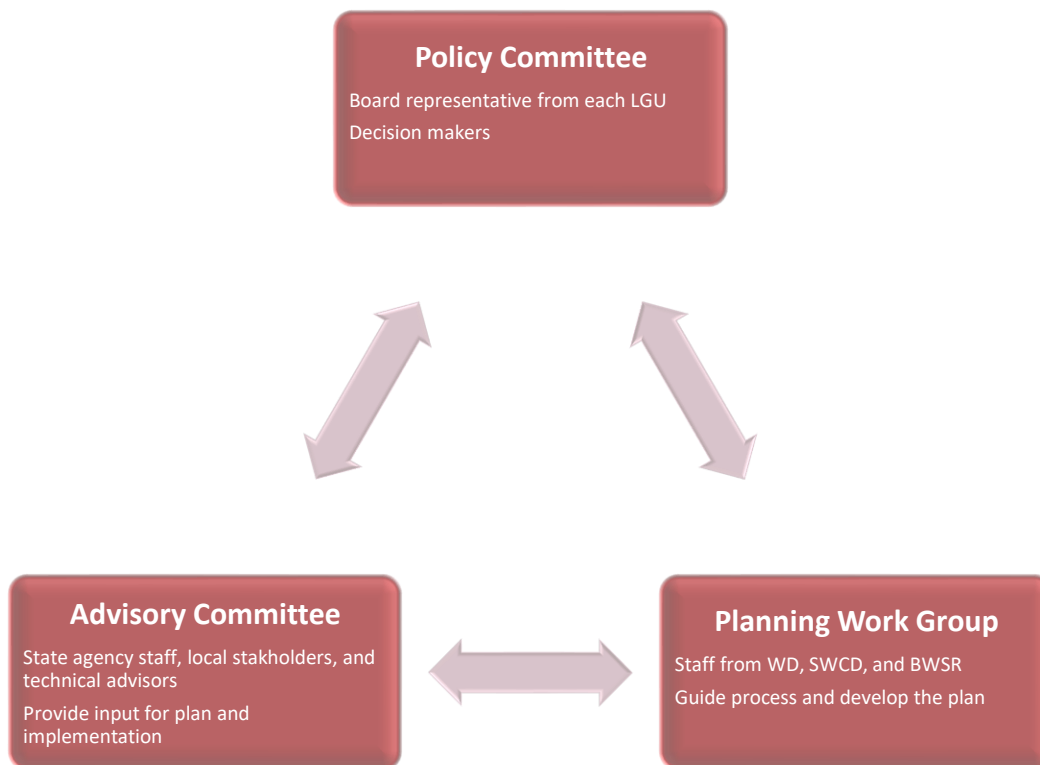 Policy Committee
Board representative from each LGU
Decision makers
Advisory Committee
State agency staff, local stakholders, and
technical advisors
Provide input for plan and
implementation
Planning Work Group
Staff from WD, SWCD, and BWSR
Guide process and develop the plan